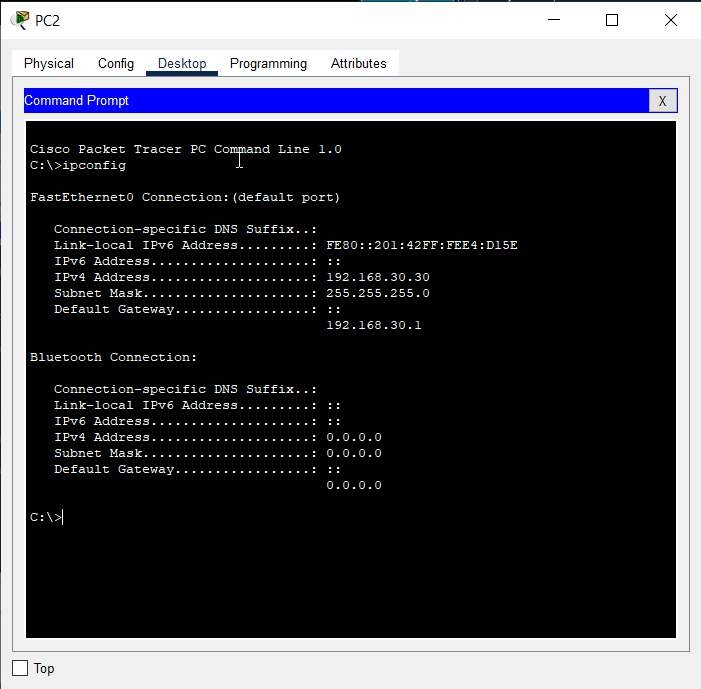 PC2
Physical Config Desktop Programming Attributes
Command Prompt X
Cisco Packet Tracer PC Command Line 1.0
C:\>ipconfig
FastEthernet0 Connection:(default port)
Connection-specific DNS Suffix..:
Link-local IPv6 Address.........: FE80::201:42FF:FEE4:D15E
IPv6 Address....................: ::
IPv4 Address....................: 192.168.30.30
Subnet Mask.....................: 255.255.255.0
Default Gateway.................: ::
192.168.30.1
Bluetooth Connection:
Connection-specific DNS Suffix..:
Link-local IPv6 Address.........: ::
IPv6 Address....................: ::
IPv4 Address....................: 0.0.0.0
Subnet Mask.....................: 0.0.0.0
Default Gateway.................: ::
0.0.0.0
C:\>
Top